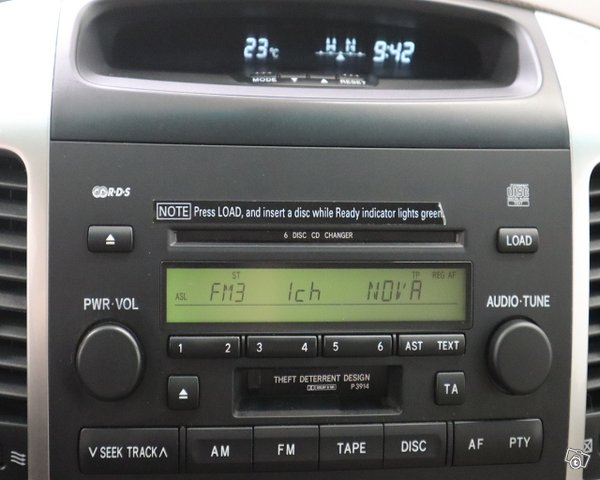 23°C W N 9:42
MODE RESET
R·D·S
NOTE Press LOAD, and insert a disc while Ready indicator lights green
6 DISC CD CHANGER
LOAD
ST TP REG AF
ASL FM3 1ch NOVA
PWR·VOL
AUDIO·TUNE
1 2 3 4 5 6 AST TEXT
THEFT DETERRENT DESIGN
P3914
TA
SEEK TRACK AM FM TAPE DISC AF PTY